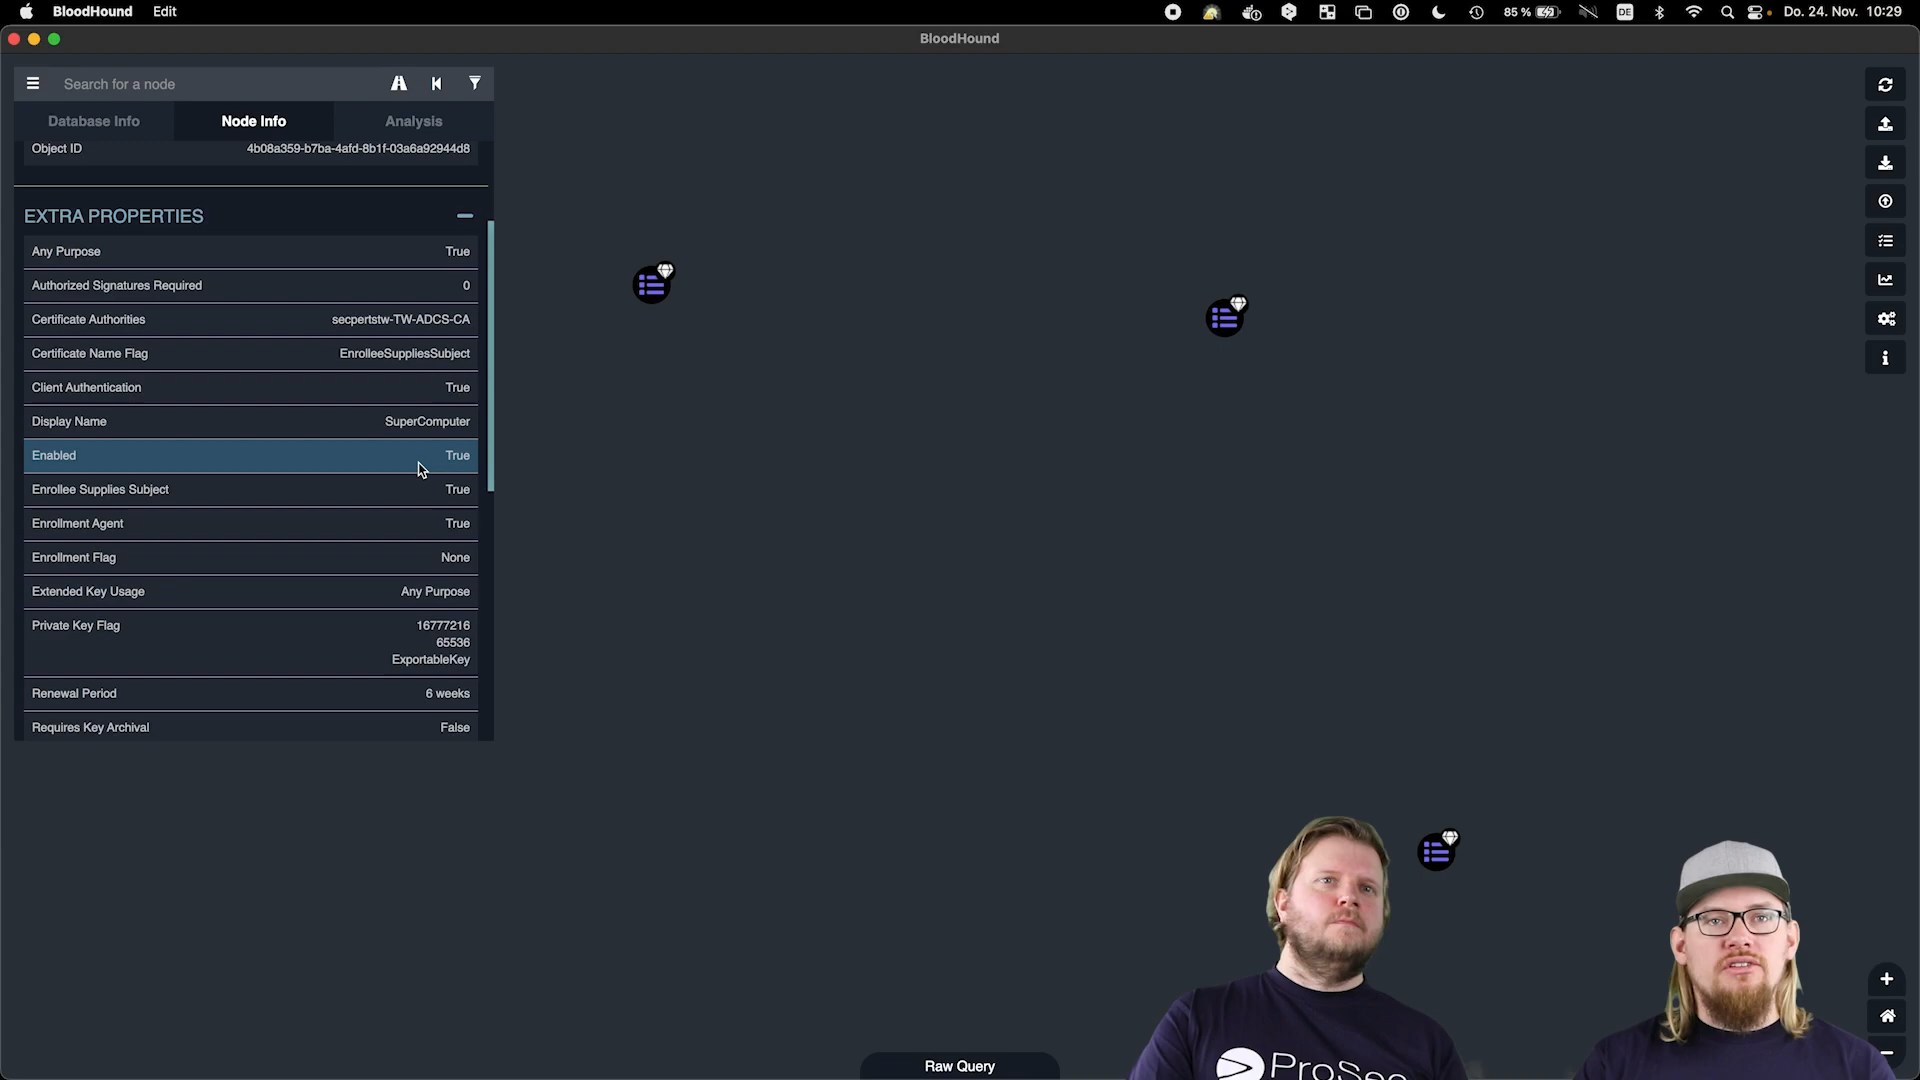 BloodHound Edit
85 % DE Do. 24. Nov. 10:29
BloodHound
Search for a node
Database Info Node Info Analysis
Object ID 4b08a359-b7ba-4afd-8b1f-03a6a92944d8
EXTRA PROPERTIES
Any Purpose True
Authorized Signatures Required 0
Certificate Authorities secpertstw-TW-ADCS-CA
Certificate Name Flag EnrolleeSuppliesSubject
Client Authentication True
Display Name SuperComputer
Enabled True
Enrollee Supplies Subject True
Enrollment Agent True
Enrollment Flag None
Extended Key Usage Any Purpose
Private Key Flag 16777216
65536
ExportableKey
Renewal Period 6 weeks
Requires Key Archival False
Raw Query
ProSec